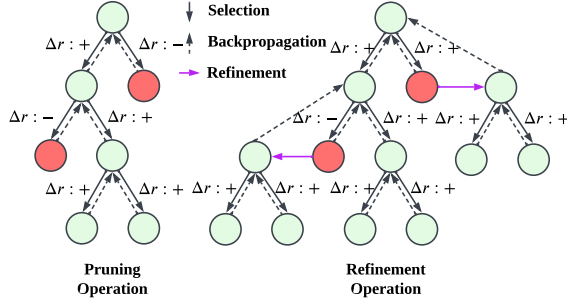 Selection
Backpropagation
Refinement
Δr : + Δr : −
Δr : + Δr : +
Δr : − Δr : +
Δr : − Δr : + Δr : + Δr : +
Δr : + Δr : +
Δr : + Δr : + Δr : + Δr : +
Pruning
Operation
Refinement
Operation